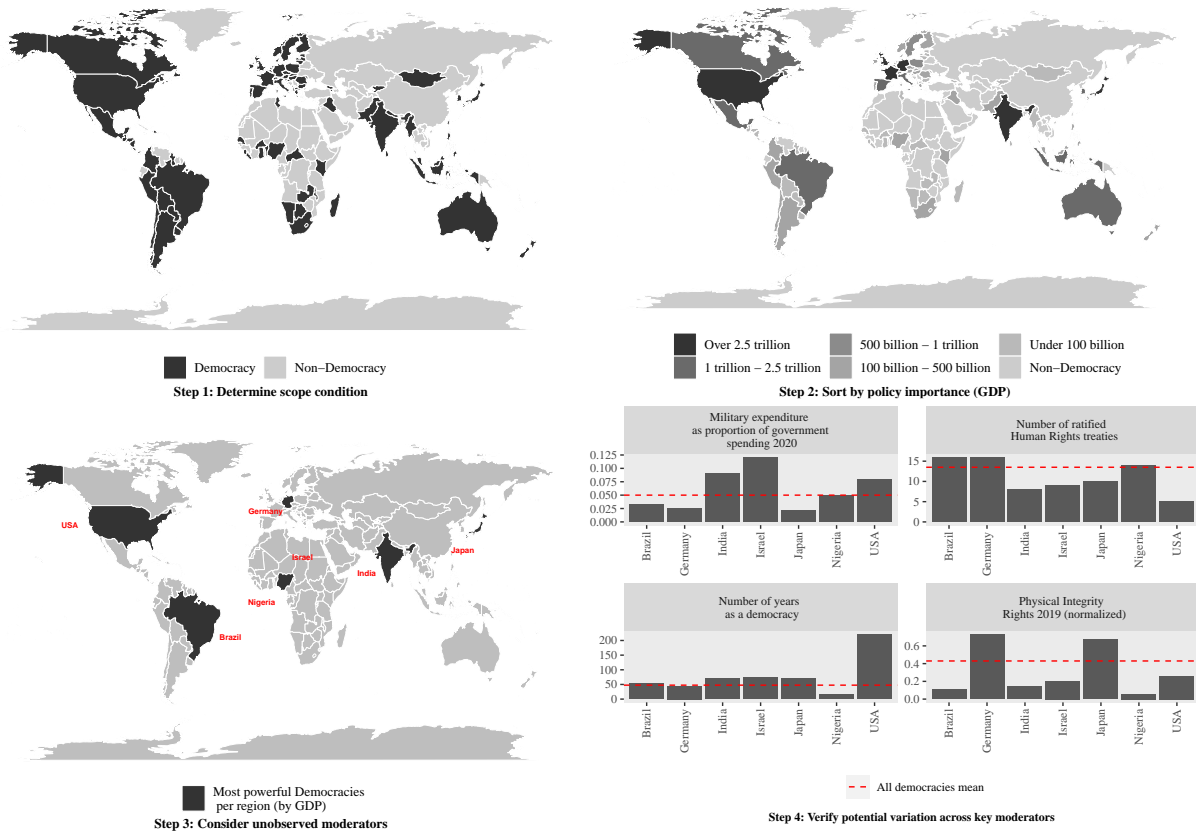 Democracy
Non−Democracy
Step 1: Determine scope condition
Over 2.5 trillion
500 billion − 1 trillion
Under 100 billion
1 trillion − 2.5 trillion
100 billion − 500 billion
Non−Democracy
Step 2: Sort by policy importance (GDP)
USA
Germany
Israel
Japan
India
Nigeria
Brazil
Most powerful Democracies
per region (by GDP)
Step 3: Consider unobserved moderators
Military expenditure
as proportion of government
spending 2020
0.125
0.100
0.075
0.050
0.025
0.000
Brazil
Germany
India
Israel
Japan
Nigeria
USA
Number of ratified
Human Rights treaties
15
10
5
0
Brazil
Germany
India
Israel
Japan
Nigeria
USA
Number of years
as a democracy
200
150
100
50
0
Brazil
Germany
India
Israel
Japan
Nigeria
USA
Physical Integrity
Rights 2019 (normalized)
0.6
0.4
0.2
0.0
Brazil
Germany
India
Israel
Japan
Nigeria
USA
All democracies mean
Step 4: Verify potential variation across key moderators